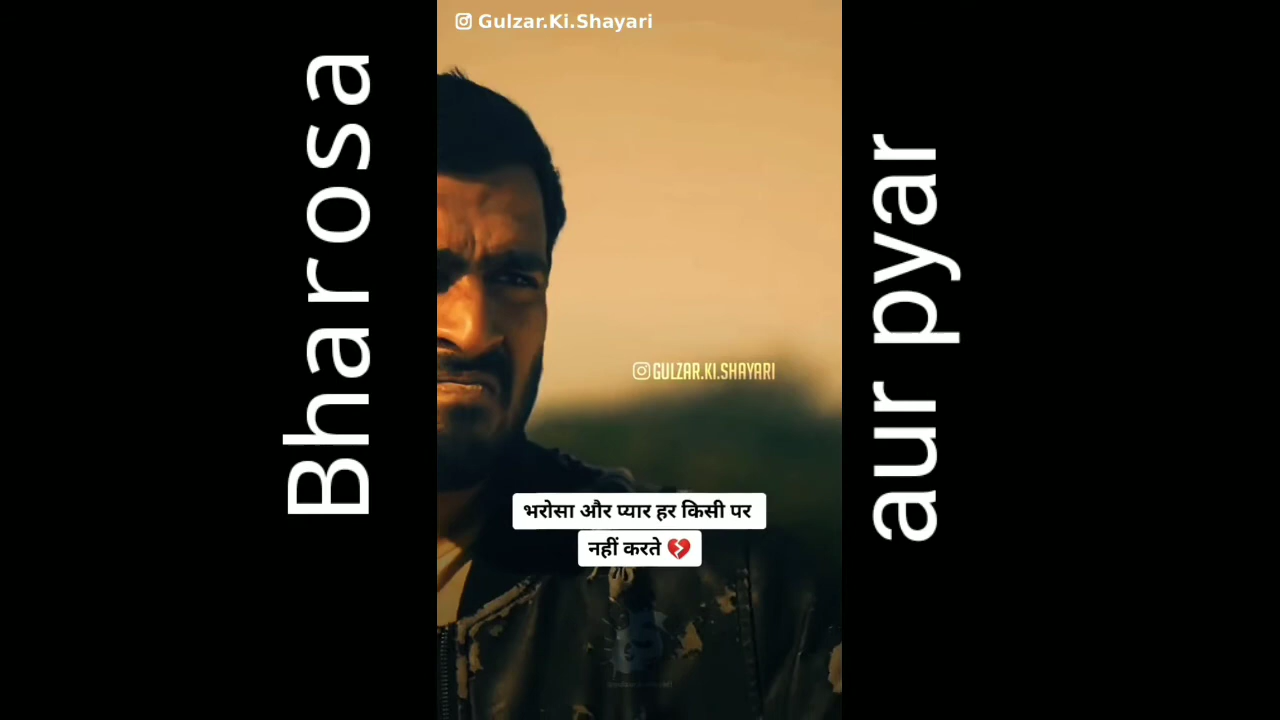 Gulzar.Ki.Shayari
Bharosa
aur pyar
GULZAR.KI.SHAYARI
भरोसा और प्यार हर किसी पर
नहीं करते 💔